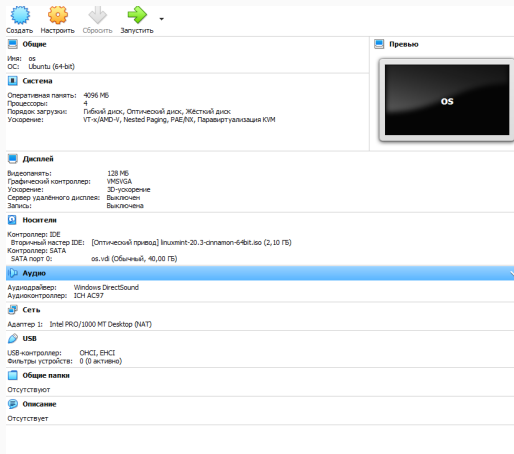 Создать Настроить Сбросить Запустить
Общие
Имя: os
ОС: Ubuntu (64-bit)
Превью
os
Система
Оперативная память: 4096 МБ
Процессоры: 4
Порядок загрузки: Гибкий диск, Оптический диск, Жёсткий диск
Ускорение: VT-x/AMD-V, Nested Paging, PAE/NX, Паравиртуализация KVM
Дисплей
Видеопамять: 128 МБ
Графический контроллер: VMSVGA
Ускорение: 3D-ускорение
Сервер удалённого дисплея: Выключен
Запись: Выключена
Носители
Контроллер: IDE
Вторичный мастер IDE: [Оптический привод] linuxmint-20.3-cinnamon-64bit.iso (2,10 ГБ)
Контроллер: SATA
SATA порт 0: os.vdi (Обычный, 40,00 ГБ)
Аудио
Аудиодрайвер: Windows DirectSound
Аудиоконтроллер: ICH AC97
Сеть
Адаптер 1: Intel PRO/1000 MT Desktop (NAT)
USB
USB-контроллер: OHCI, EHCI
Фильтры устройств: 0 (0 активно)
Общие папки
Отсутствуют
Описание
Отсутствует